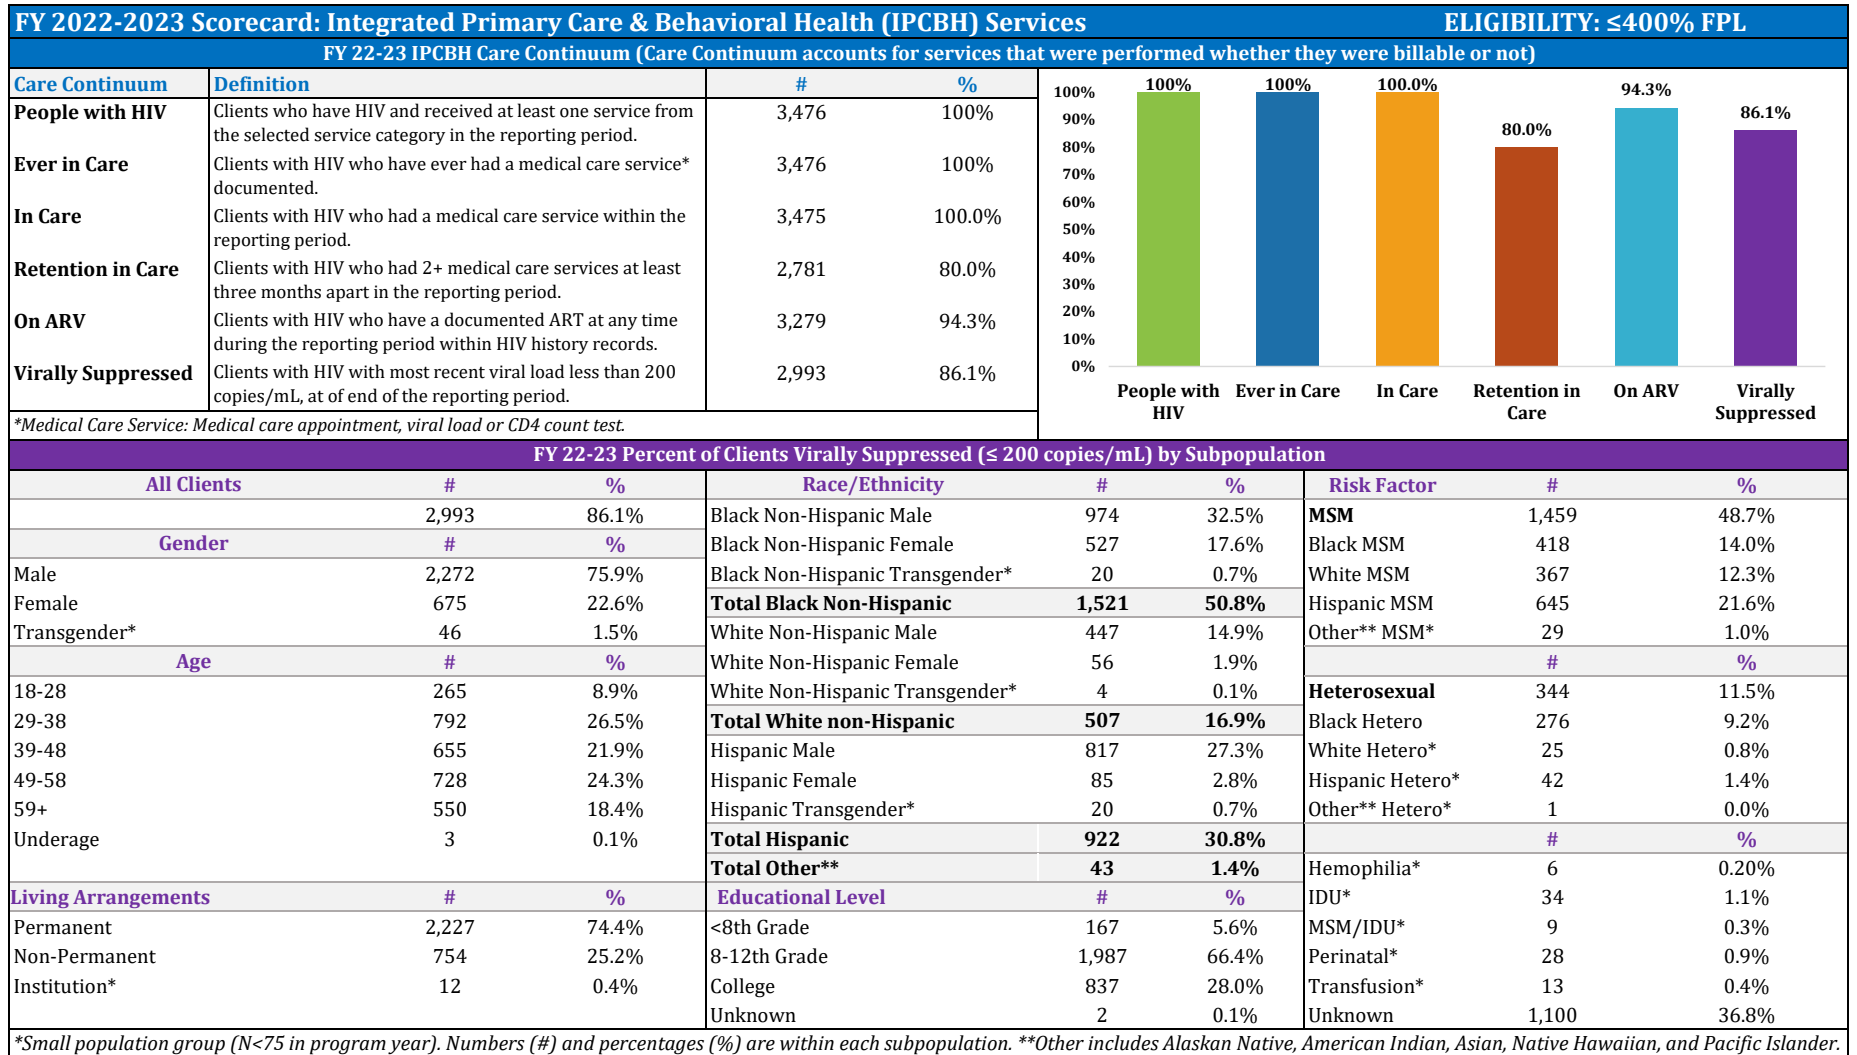 FY 2022-2023 Scorecard: Integrated Primary Care & Behavioral Health (IPCBH) Services ELIGIBILITY: ≤400% FPL
FY 22-23 IPCBH Care Continuum (Care Continuum accounts for services that were performed whether they were billable or not)
Care Continuum Definition # %
People with HIV Clients who have HIV and received at least one service from 3,476 100%
the selected service category in the reporting period.
Ever in Care Clients with HIV who have ever had a medical care service* 3,476 100%
documented.
In Care Clients with HIV who had a medical care service within the 3,475 100.0%
reporting period.
Retention in Care Clients with HIV who had 2+ medical care services at least 2,781 80.0%
three months apart in the reporting period.
On ARV Clients with HIV who have a documented ART at any time 3,279 94.3%
during the reporting period within HIV history records.
Virally Suppressed Clients with HIV with most recent viral load less than 200 2,993 86.1%
copies/mL, at of end of the reporting period.
*Medical Care Service: Medical care appointment, viral load or CD4 count test.
100% 100% 100.0% 80.0% 94.3% 86.1%
100%
90%
80%
70%
60%
50%
40%
30%
20%
10%
0%
People with Ever in Care In Care Retention in On ARV Virally
HIV Care Suppressed
FY 22-23 Percent of Clients Virally Suppressed (≤ 200 copies/mL) by Subpopulation
All Clients # %
2,993 86.1%
Gender # %
Male 2,272 75.9%
Female 675 22.6%
Transgender* 46 1.5%
Age # %
18-28 265 8.9%
29-38 792 26.5%
39-48 655 21.9%
49-58 728 24.3%
59+ 550 18.4%
Underage 3 0.1%
Living Arrangements # %
Permanent 2,227 74.4%
Non-Permanent 754 25.2%
Institution* 12 0.4%
Race/Ethnicity # %
Black Non-Hispanic Male 974 32.5%
Black Non-Hispanic Female 527 17.6%
Black Non-Hispanic Transgender* 20 0.7%
Total Black Non-Hispanic 1,521 50.8%
White Non-Hispanic Male 447 14.9%
White Non-Hispanic Female 56 1.9%
White Non-Hispanic Transgender* 4 0.1%
Total White non-Hispanic 507 16.9%
Hispanic Male 817 27.3%
Hispanic Female 85 2.8%
Hispanic Transgender* 20 0.7%
Total Hispanic 922 30.8%
Total Other** 43 1.4%
Educational Level # %
<8th Grade 167 5.6%
8-12th Grade 1,987 66.4%
College 837 28.0%
Unknown 2 0.1%
Risk Factor # %
MSM 1,459 48.7%
Black MSM 418 14.0%
White MSM 367 12.3%
Hispanic MSM 645 21.6%
Other** MSM* 29 1.0%
# %
Heterosexual 344 11.5%
Black Hetero 276 9.2%
White Hetero* 25 0.8%
Hispanic Hetero* 42 1.4%
Other** Hetero* 1 0.0%
# %
Hemophilia* 6 0.20%
IDU* 34 1.1%
MSM/IDU* 9 0.3%
Perinatal* 28 0.9%
Transfusion* 13 0.4%
Unknown 1,100 36.8%
*Small population group (N<75 in program year). Numbers (#) and percentages (%) are within each subpopulation. **Other includes Alaskan Native, American Indian, Asian, Native Hawaiian, and Pacific Islander.